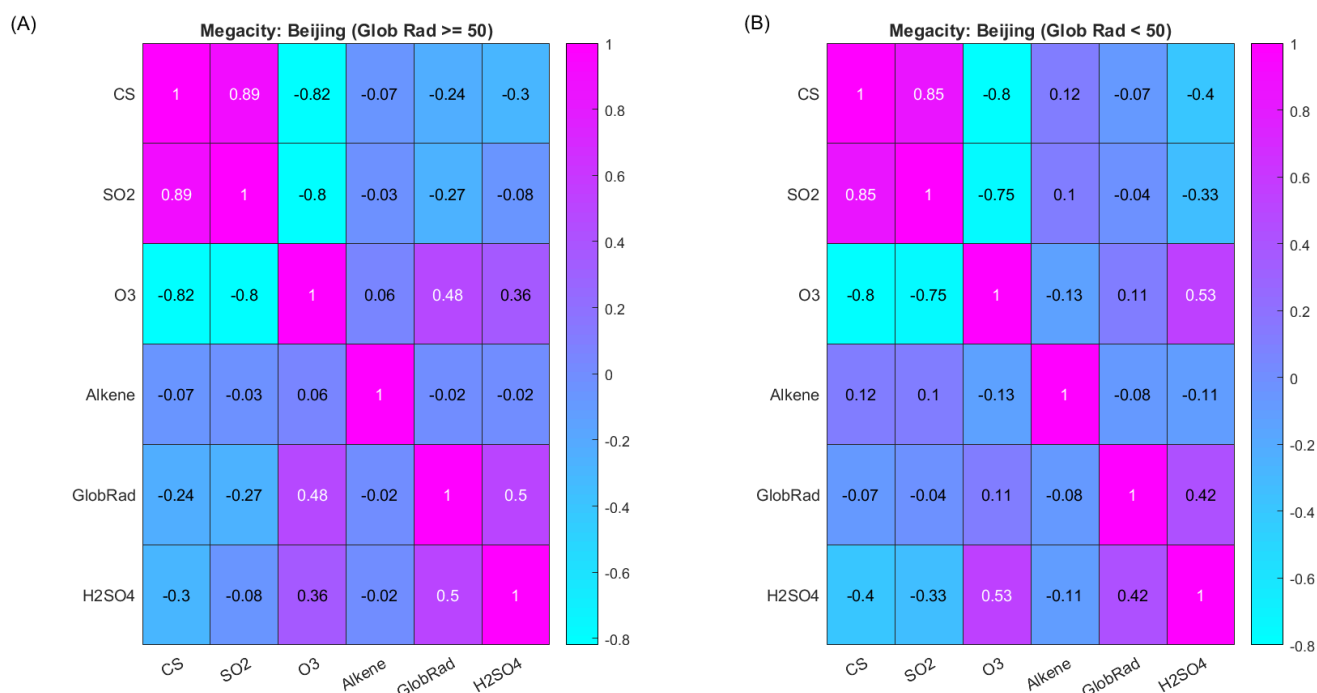 (A)
Megacity: Beijing (Glob Rad >= 50)
CS 1 0.89 -0.82 -0.07 -0.24 -0.3
SO2 0.89 1 -0.8 -0.03 -0.27 -0.08
O3 -0.82 -0.8 1 0.06 0.48 0.36
Alkene -0.07 -0.03 0.06 1 -0.02 -0.02
GlobRad -0.24 -0.27 0.48 -0.02 1 0.5
H2SO4 -0.3 -0.08 0.36 -0.02 0.5 1
CS SO2 O3 Alkene GlobRad H2SO4
1
0.8
0.6
0.4
0.2
0
-0.2
-0.4
-0.6
-0.8
(B)
Megacity: Beijing (Glob Rad < 50)
CS 1 0.85 -0.8 0.12 -0.07 -0.4
SO2 0.85 1 -0.75 0.1 -0.04 -0.33
O3 -0.8 -0.75 1 -0.13 0.11 0.53
Alkene 0.12 0.1 -0.13 1 -0.08 -0.11
GlobRad -0.07 -0.04 0.11 -0.08 1 0.42
H2SO4 -0.4 -0.33 0.53 -0.11 0.42 1
CS SO2 O3 Alkene GlobRad H2SO4
1
0.8
0.6
0.4
0.2
0
-0.2
-0.4
-0.6
-0.8